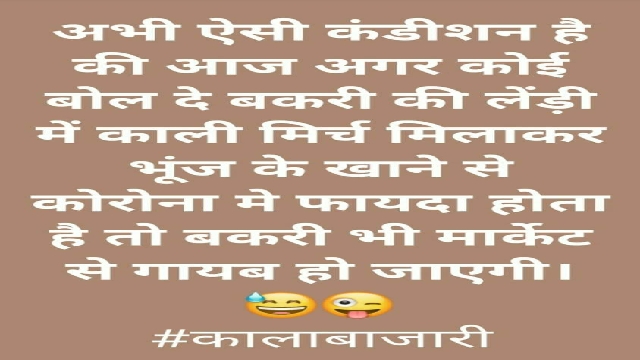 अभी ऐसी कंडीशन है
की आज अगर कोई
बोल दे बकरी की लेंड़ी
में काली मिर्च मिलाकर
भूंज के खाने से
कोरोना मे फायदा होता
है तो बकरी भी मार्केट
से गायब हो जाएगी।
😅😜
#कालाबाजारी